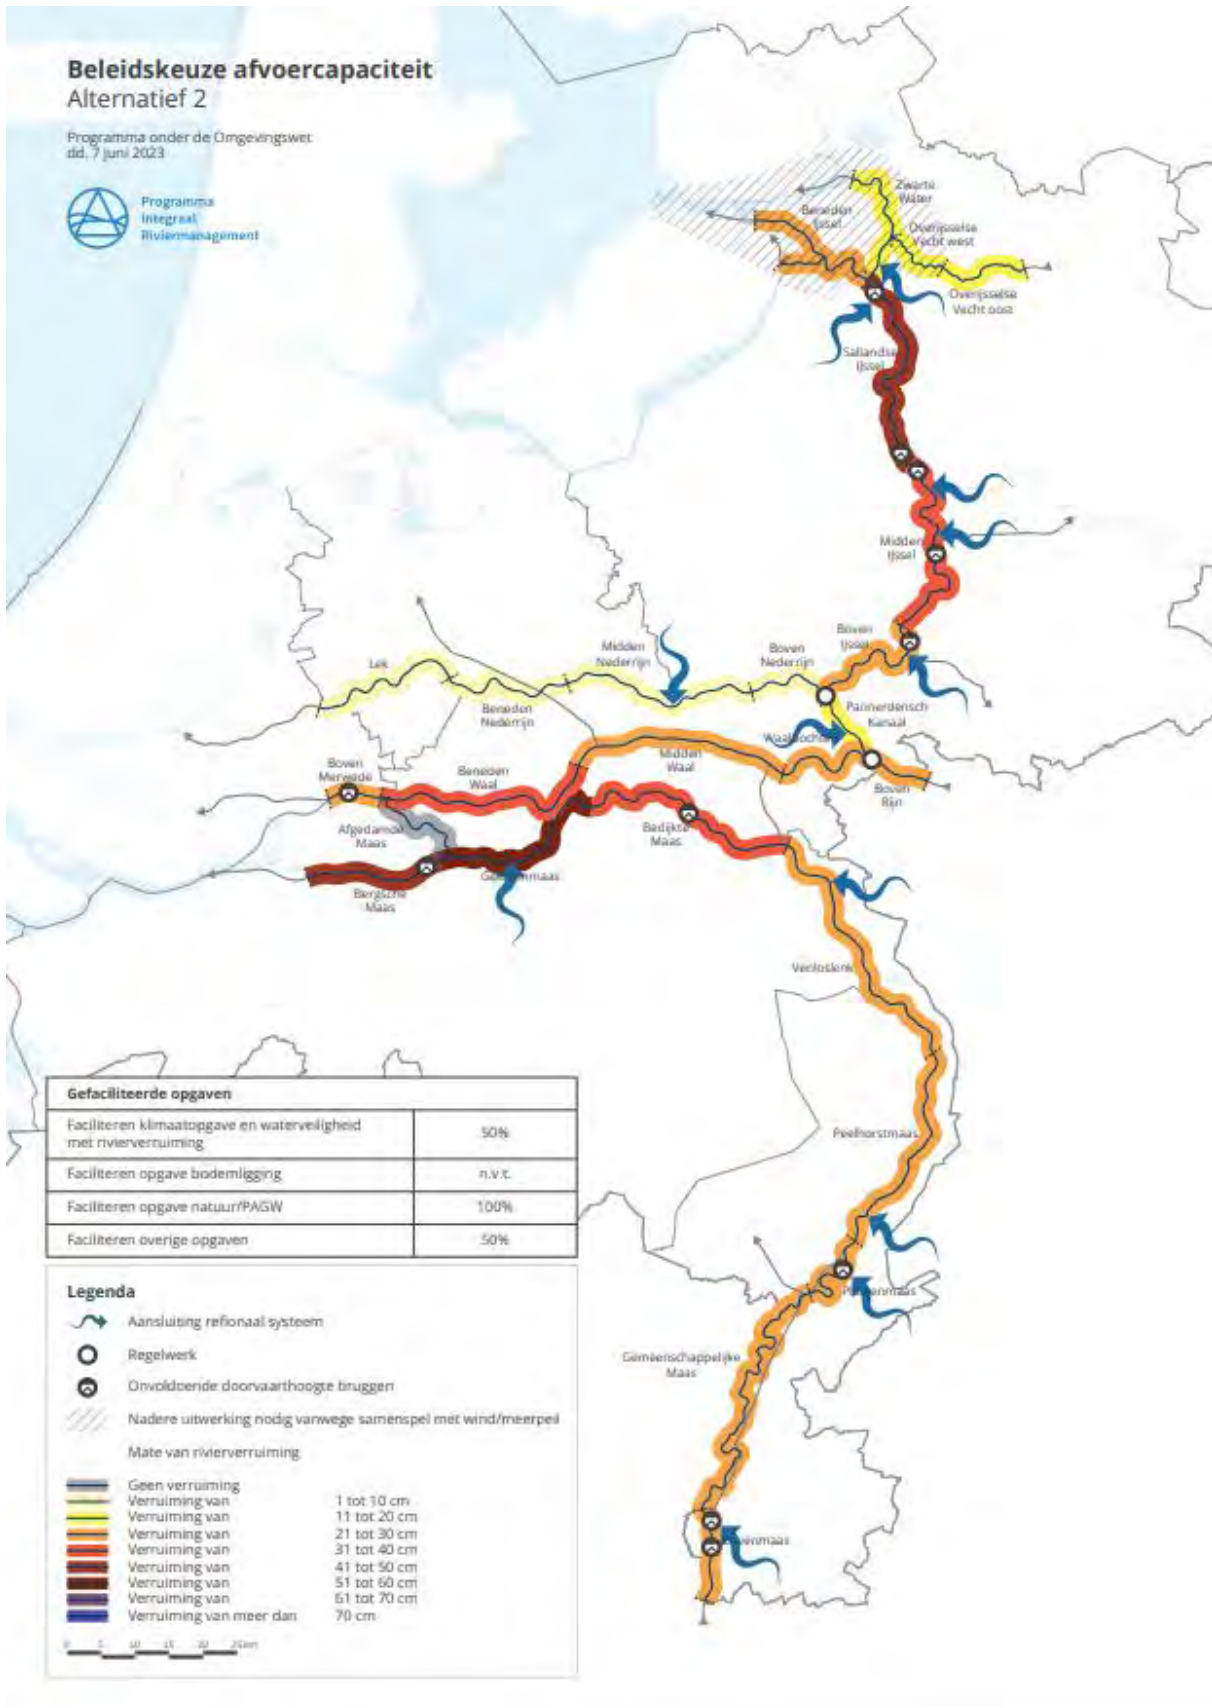 Beleidskeuze afvoercapaciteit
Alternatief 2
Programma onder de Omgevingswet
dd. 7 juni 2023
Programma
Integraal
Riviermanagement
Zwarte
Water
Beneden
IJssel
Overijsselse
Vecht west
Overijsselse
Vecht oost
Sallandse
IJssel
Midden
IJssel
Boven
IJssel
Midden
Nederrijn
Boven
Nederrijn
Lek
Beneden
Nederrijn
Pannerdensch
Kanaal
Midden
Waal
Boven
Rijn
Boven
Merwede
Beneden
Waal
Afgedamde
Maas
Bedijkte
Maas
Bergsche
Maas
Venloslenk
Peelhorstmaas
Gemeenschappelijke
Maas
Gefaciliteerde opgaven
Faciliteren klimaatopgave en waterveiligheid
met rivierverruiming
50%
Faciliteren opgave bodemligging
n.v.t.
Faciliteren opgave natuur/PAGW
100%
Faciliteren overige opgaven
50%
Legenda
Aansluiting refionaal systeem
Regelwerk
Onvoldoende doorvaarthoogte bruggen
Nadere uitwerking nodig vanwege samenspel met wind/meerpeil
Mate van rivierverruiming
Geen verruiming
Verruiming van 1 tot 10 cm
Verruiming van 11 tot 20 cm
Verruiming van 21 tot 30 cm
Verruiming van 31 tot 40 cm
Verruiming van 41 tot 50 cm
Verruiming van 51 tot 60 cm
Verruiming van 61 tot 70 cm
Verruiming van meer dan 70 cm
0 5 10 15 20 25km